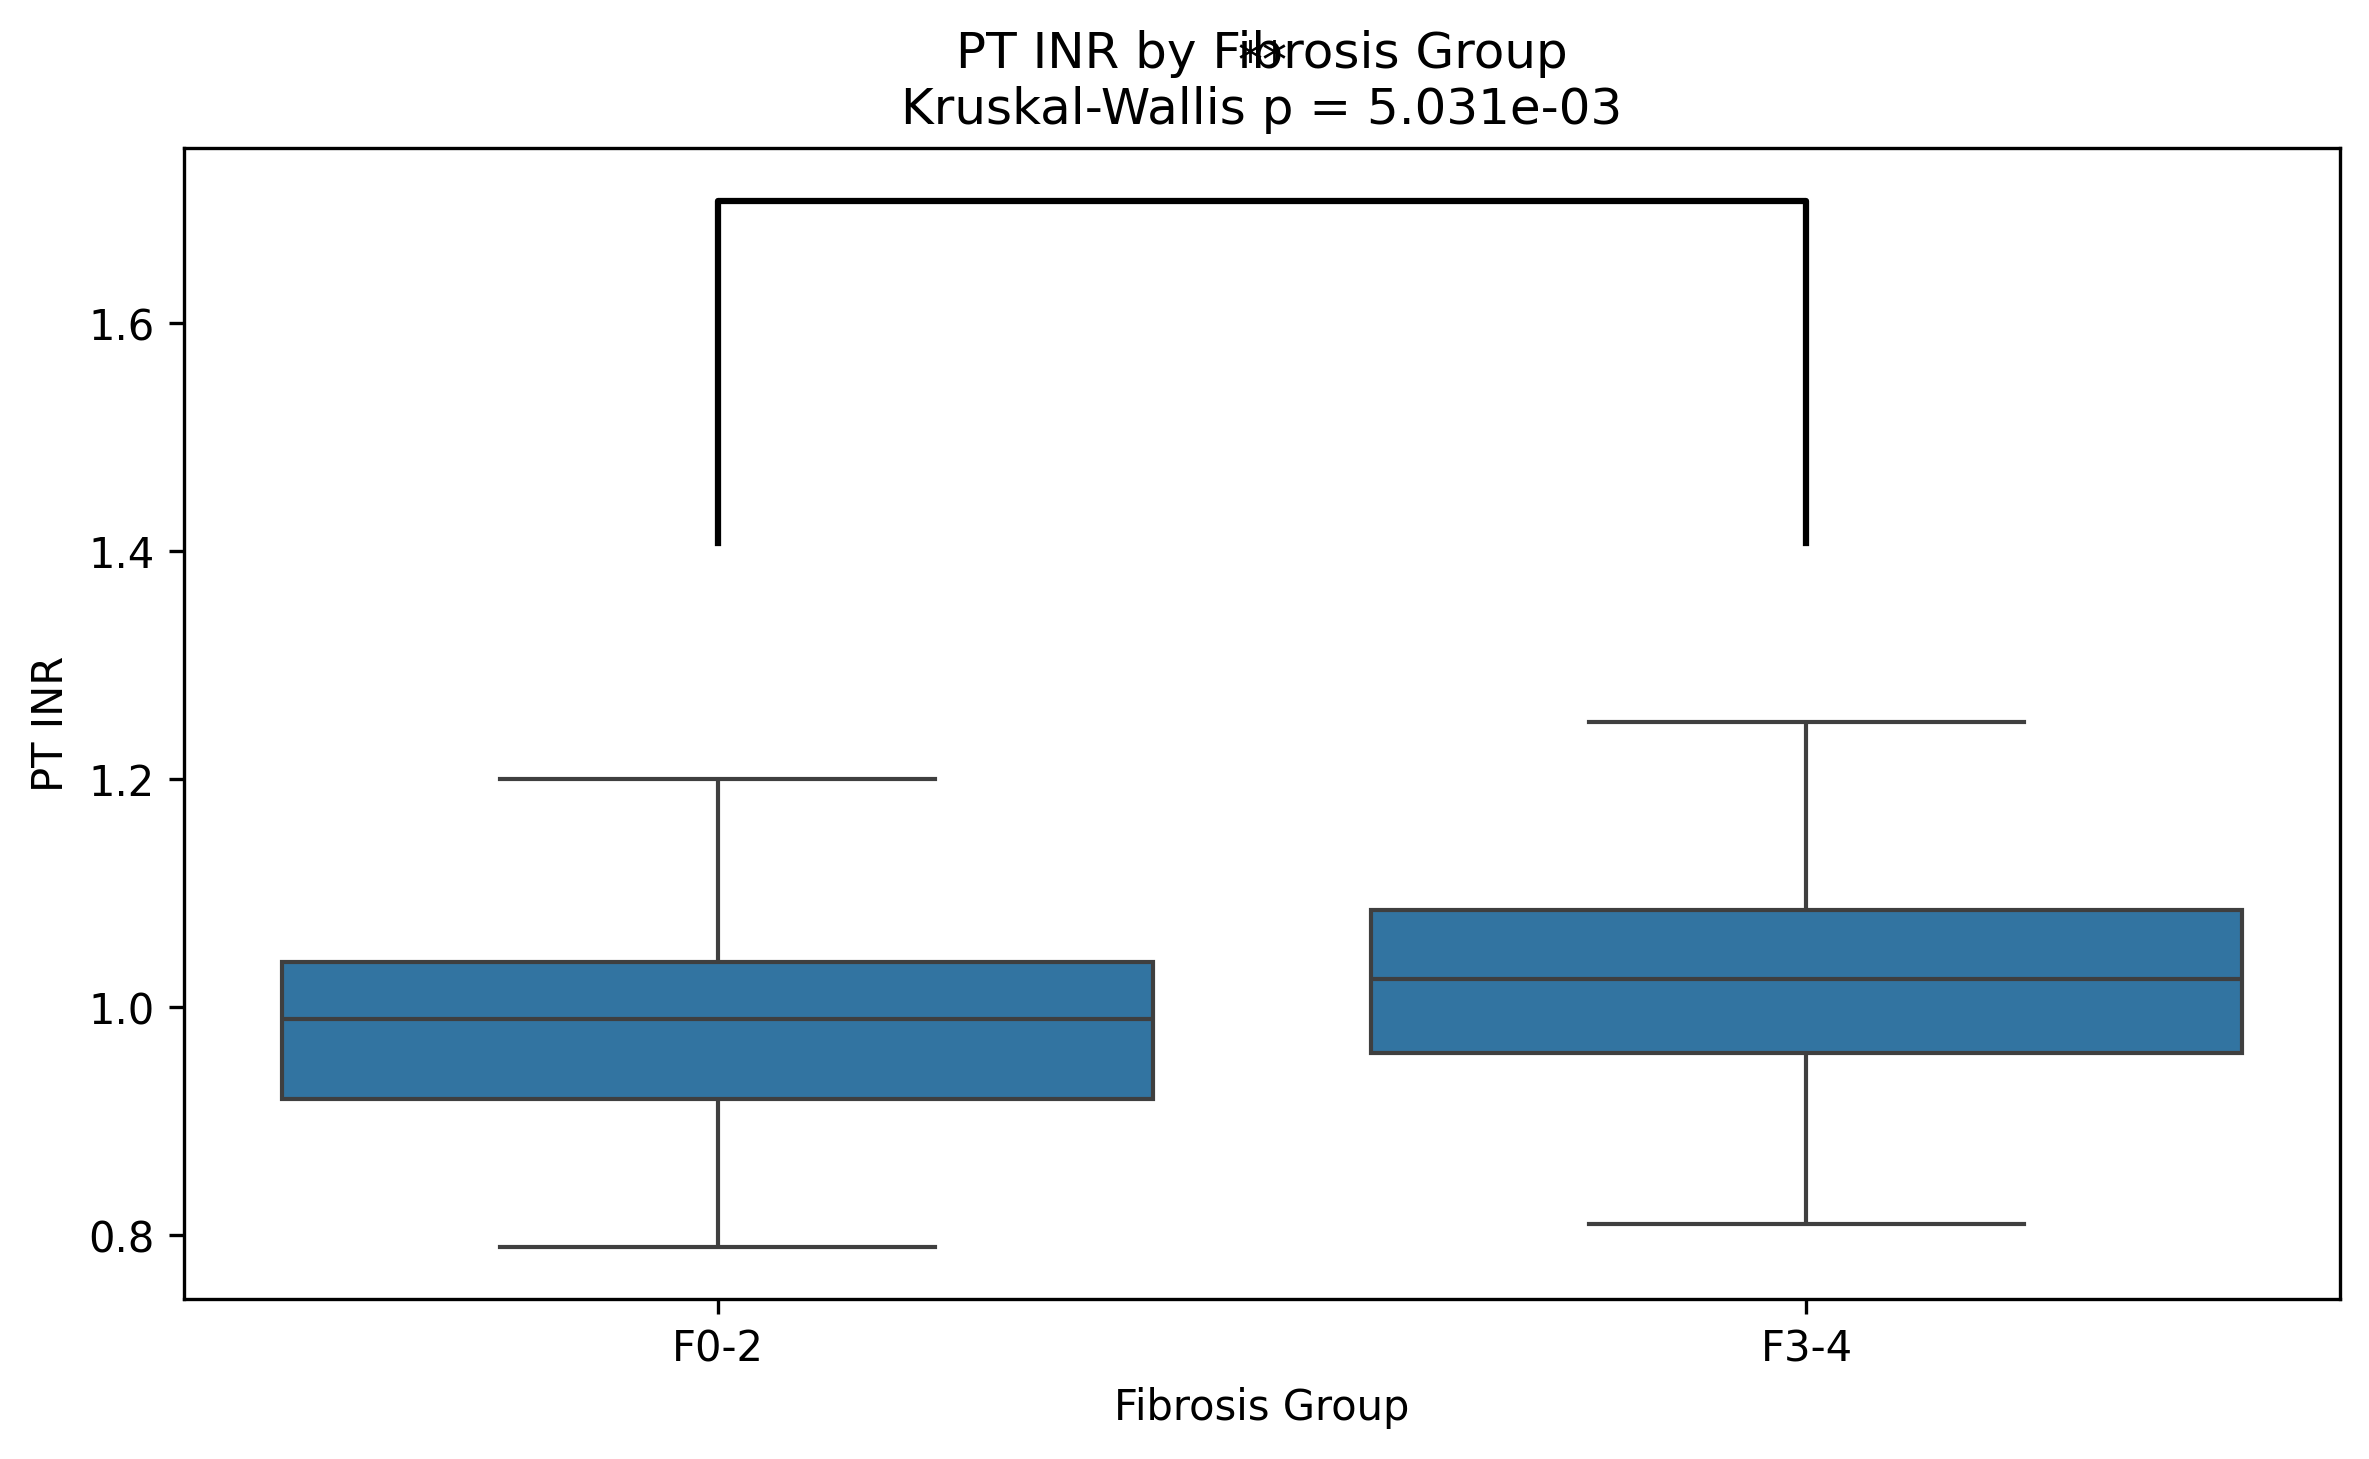 PT INR by Fibrosis Group
**
Kruskal-Wallis p = 5.031e-03
PT INR
1.6
1.4
1.2
1.0
0.8
F0-2
F3-4
Fibrosis Group